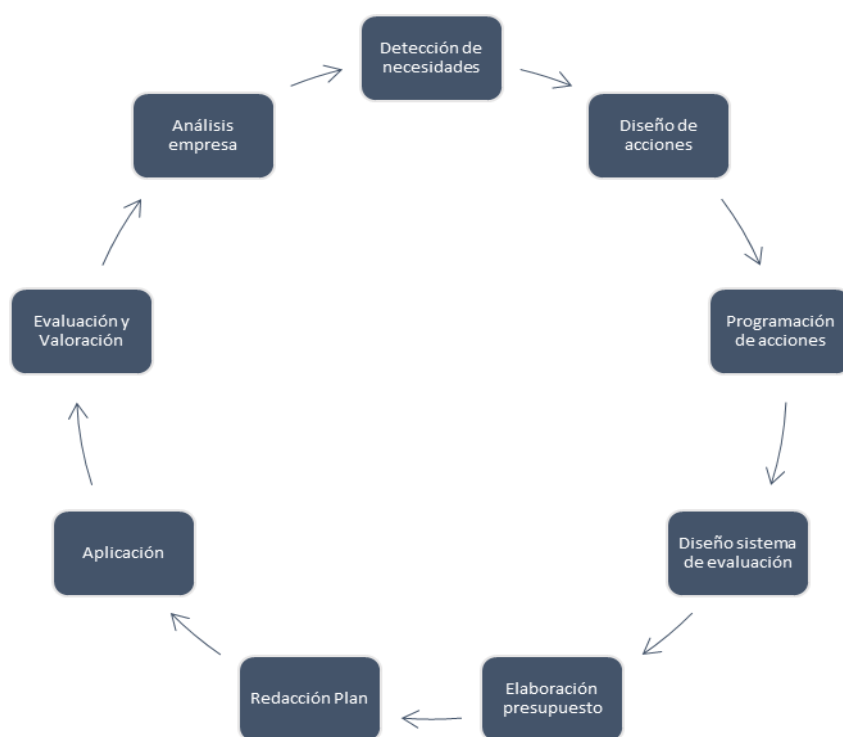 Detección de
necesidades
Diseño de
acciones
Programación
de acciones
Diseño sistema
de evaluación
Elaboración
presupuesto
Redacción Plan
Aplicación
Evaluación y
Valoración
Análisis
empresa